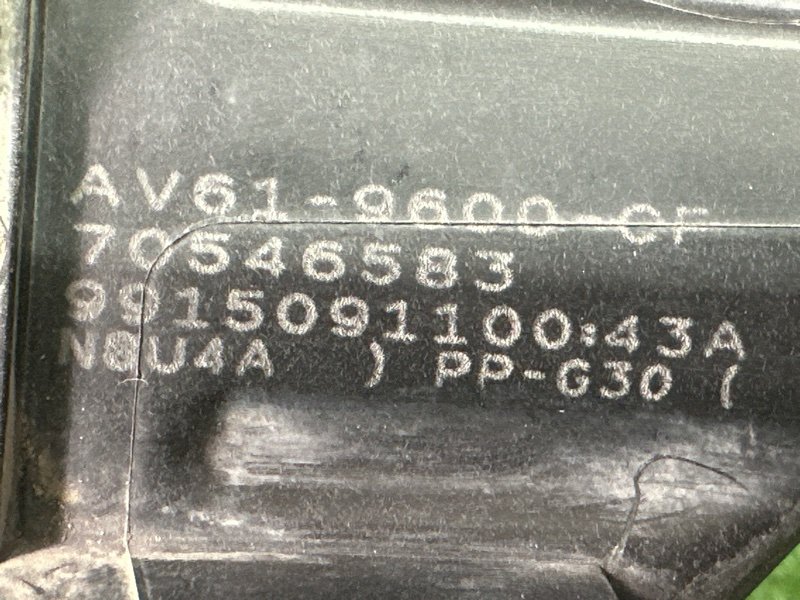 AV61-9600-CF
70546583
9915091100:43A
N8U4A ) PP-G30 (